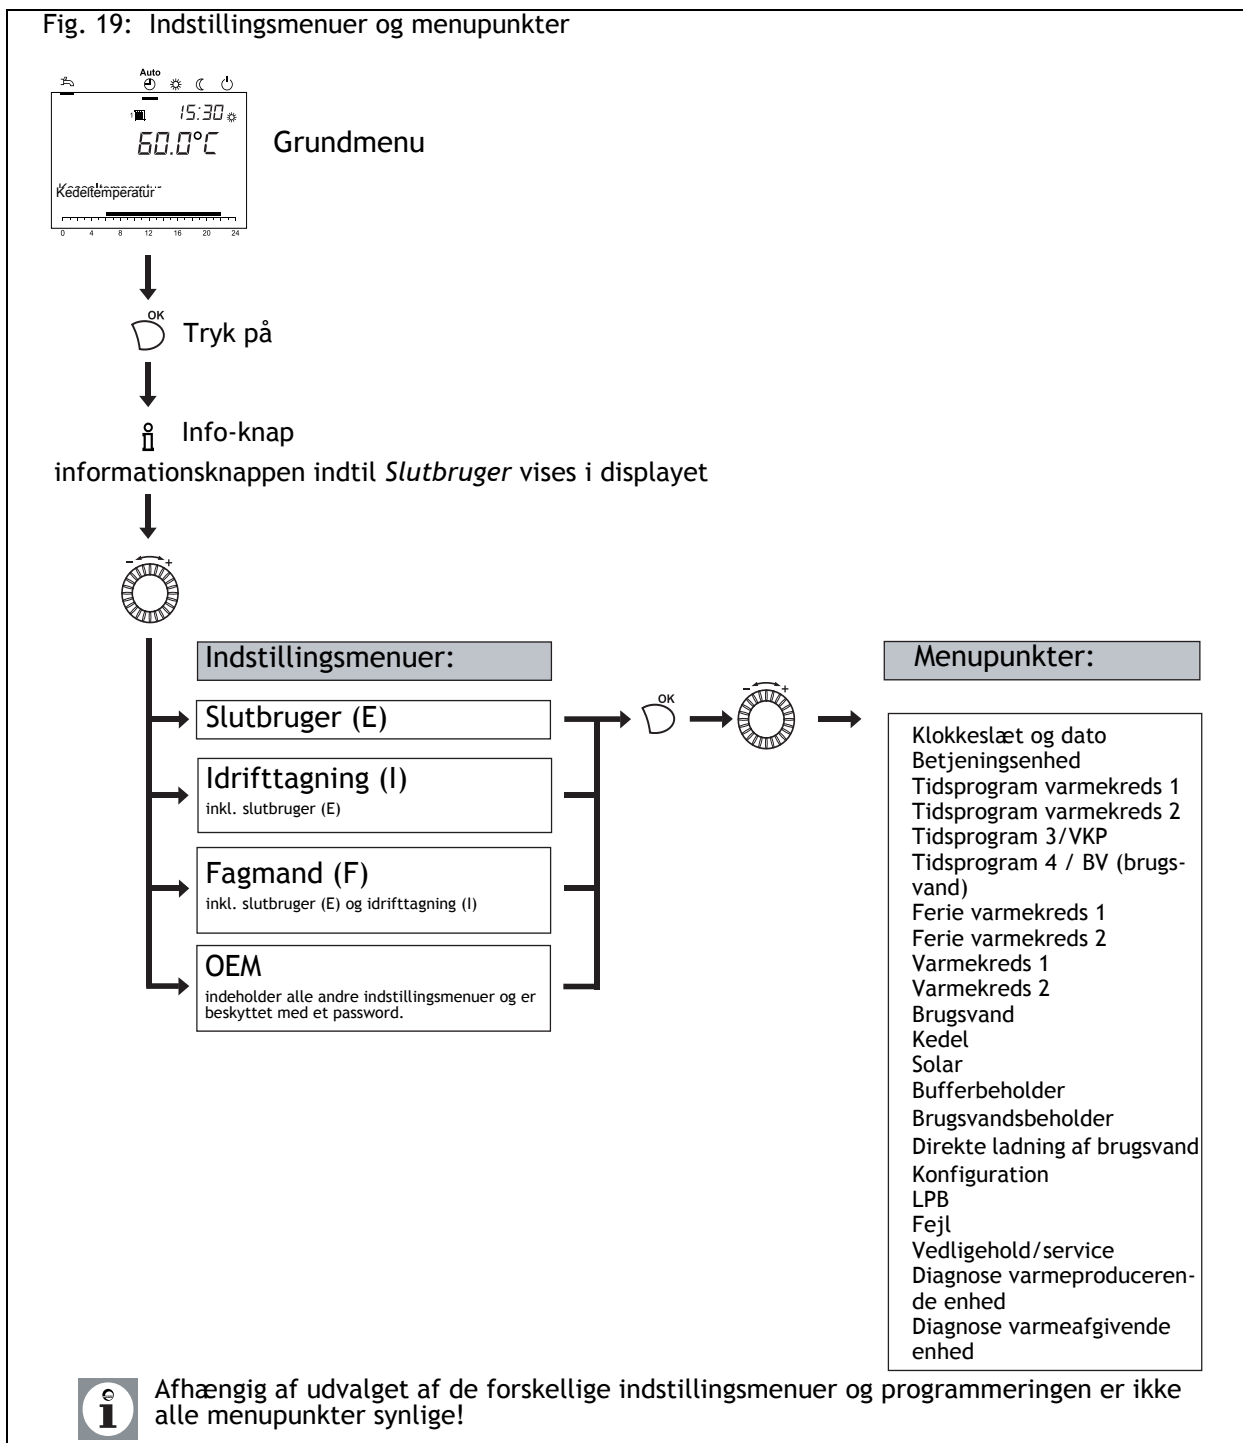 Fig. 19: Indstillingsmenuer og menupunkter
Auto
15:30
60.0°C
Grundmenu
Kedeltemperatur
0 4 8 12 16 20 24
OK
Tryk på
Info-knap
informationsknappen indtil Slutbruger vises i displayet
- +
Indstillingsmenuer:
Slutbruger (E)
Idrifttagning (I)
inkl. slutbruger (E)
Fagmand (F)
inkl. slutbruger (E) og idrifttagning (I)
OEM
indeholder alle andre indstillingsmenuer og er
beskyttet med et password.
OK
- +
Menupunkter:
Klokkeslæt og dato
Betjeningsenhed
Tidsprogram varmekreds 1
Tidsprogram varmekreds 2
Tidsprogram 3/VKP
Tidsprogram 4 / BV (brugs-
vand)
Ferie varmekreds 1
Ferie varmekreds 2
Varmekreds 1
Varmekreds 2
Brugsvand
Kedel
Solar
Bufferbeholder
Brugsvandsbeholder
Direkte ladning af brugsvand
Konfiguration
LPB
Fejl
Vedligehold/service
Diagnose varmeproduceren-
de enhed
Diagnose varmeafgivende
enhed
Afhængig af udvalget af de forskellige indstillingsmenuer og programmeringen er ikke
alle menupunkter synlige!